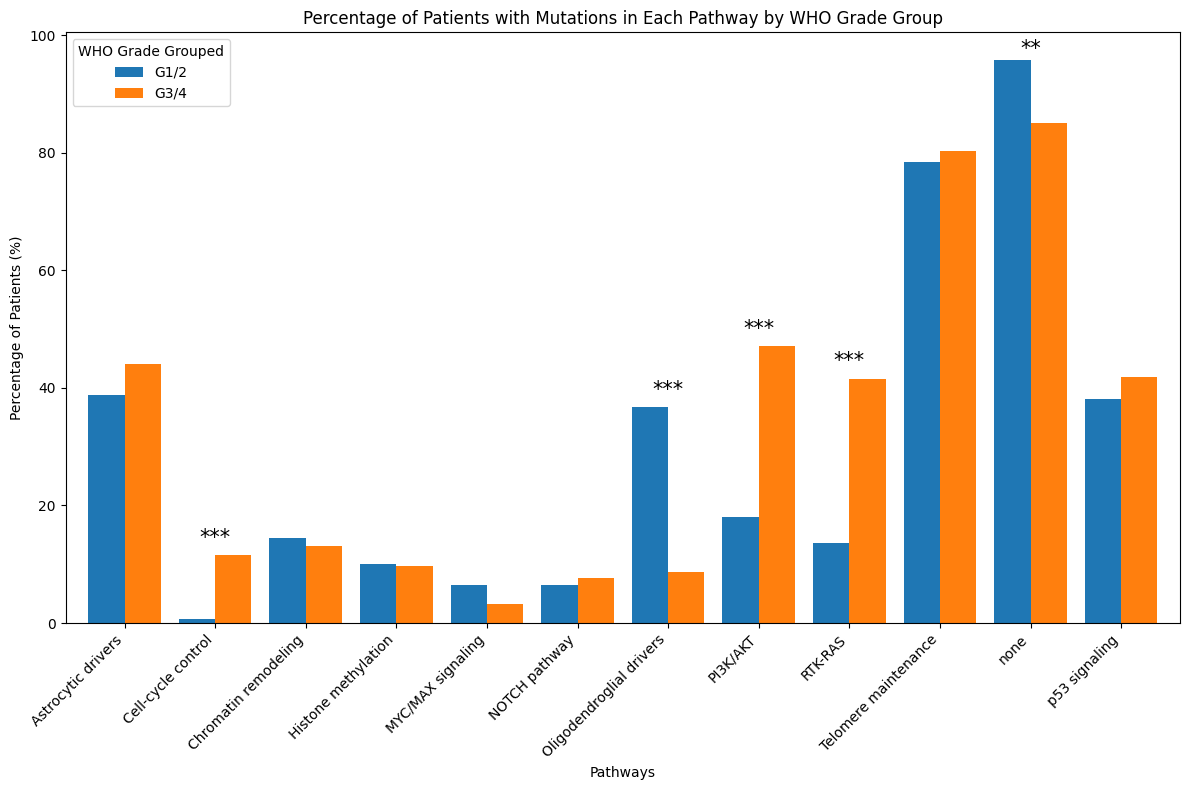 Percentage of Patients with Mutations in Each Pathway by WHO Grade Group
WHO Grade Grouped
G1/2
G3/4
Percentage of Patients (%)
100
80
60
40
20
0
***
***
***
***
**
Astrocytic drivers
Cell-cycle control
Chromatin remodeling
Histone methylation
MYC/MAX signaling
NOTCH pathway
Oligodendroglial drivers
PI3K/AKT
RTK-RAS
Telomere maintenance
none
p53 signaling
Pathways